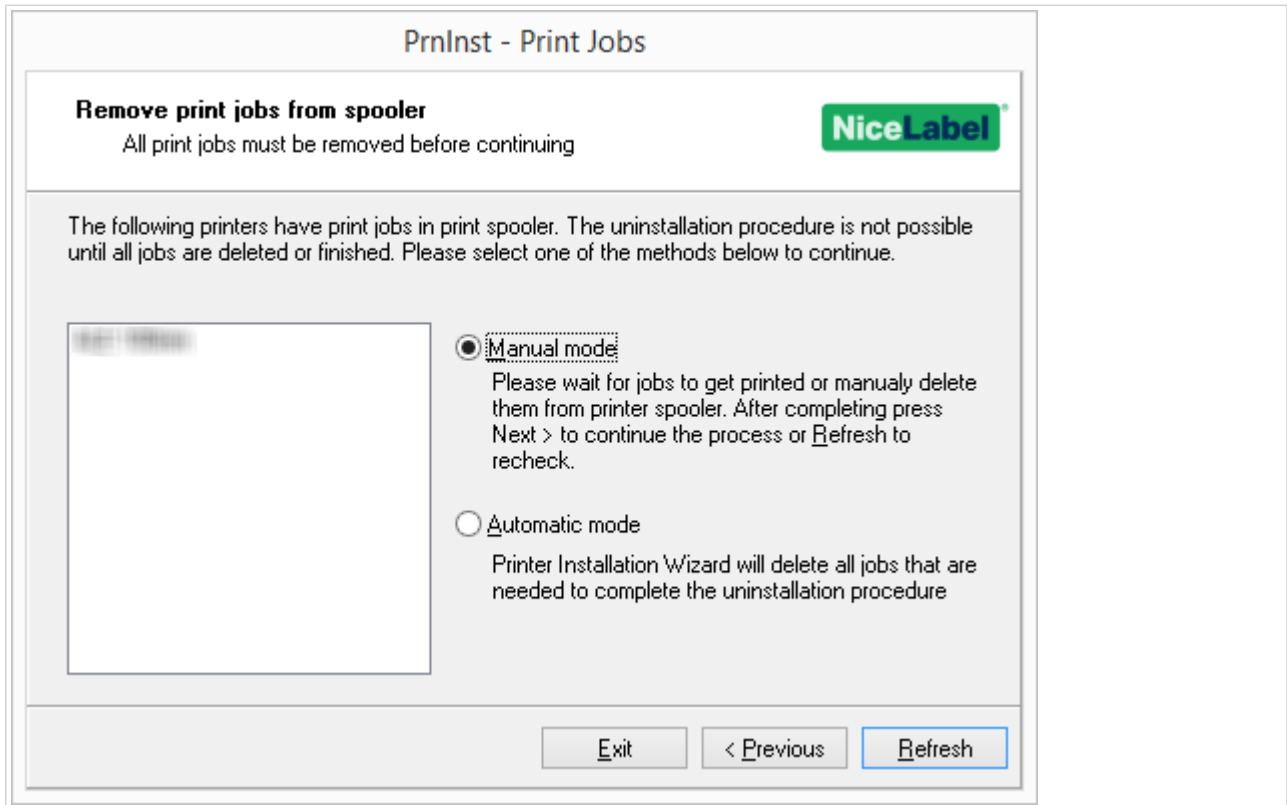 PrnInst - Print Jobs
Remove print jobs from spooler
All print jobs must be removed before continuing
NiceLabel®
The following printers have print jobs in print spooler. The uninstallation procedure is not possible
until all jobs are deleted or finished. Please select one of the methods below to continue.
Manual mode
Please wait for jobs to get printed or manualy delete
them from printer spooler. After completing press
Next > to continue the process or Refresh to
recheck.
Automatic mode
Printer Installation Wizard will delete all jobs that are
needed to complete the uninstallation procedure
Exit
< Previous
Refresh